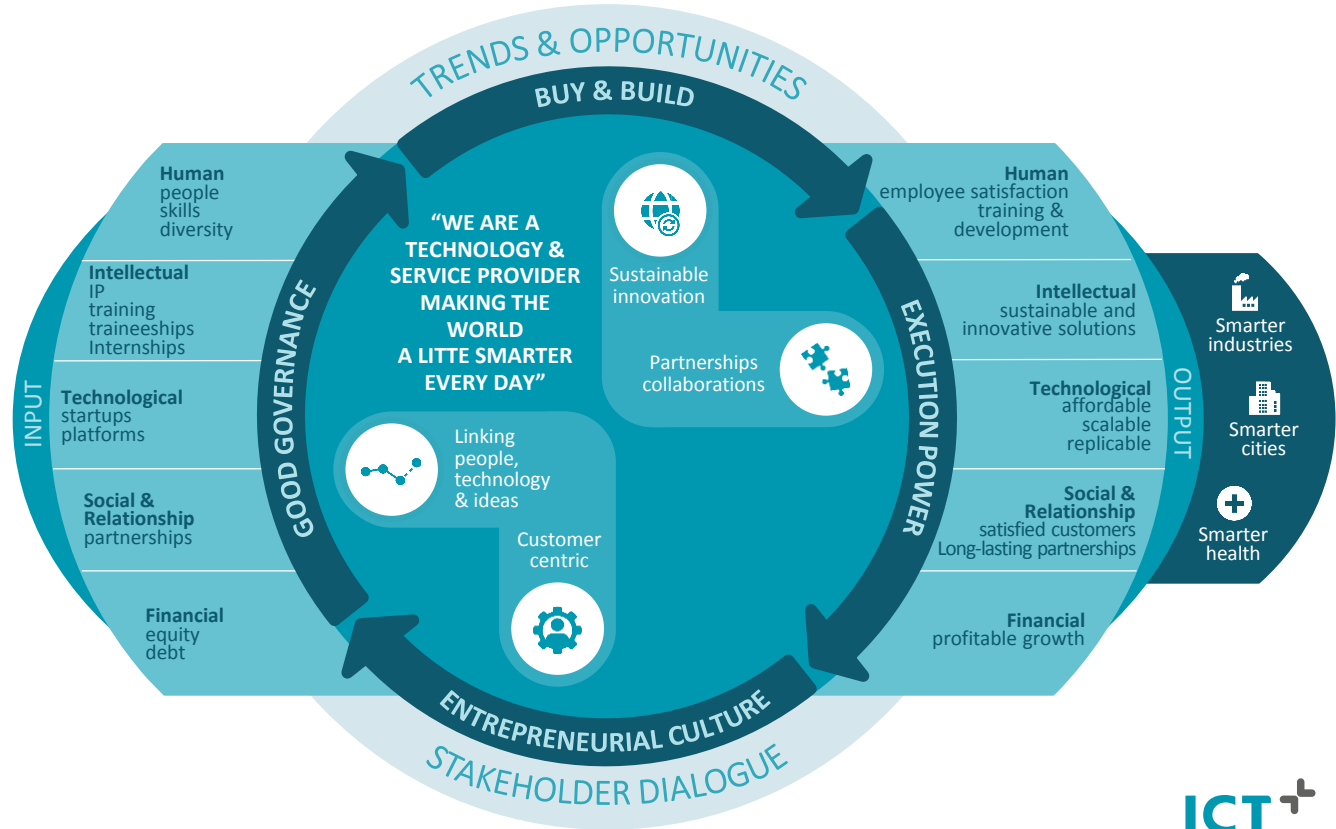 TRENDS & OPPORTUNITIES
BUY & BUILD
INPUT
Human
people
skills
diversity
Intellectual
IP
training
traineeships
Internships
Technological
startups
platforms
Social &
Relationship
partnerships
Financial
equity
debt
GOOD GOVERNANCE
“WE ARE A
TECHNOLOGY &
SERVICE PROVIDER
MAKING THE
WORLD
A LITTE SMARTER
EVERY DAY”
Sustainable
innovation
Partnerships
collaborations
Linking
people,
technology
& ideas
Customer
centric
EXECUTION POWER
Human
employee satisfaction
training &
development
Intellectual
sustainable and
innovative solutions
Technological
affordable
scalable
replicable
Social &
Relationship
satisfied customers
Long-lasting partnerships
Financial
profitable growth
OUTPUT
Smarter
industries
Smarter
cities
Smarter
health
ENTREPRENEURIAL CULTURE
STAKEHOLDER DIALOGUE
ICT